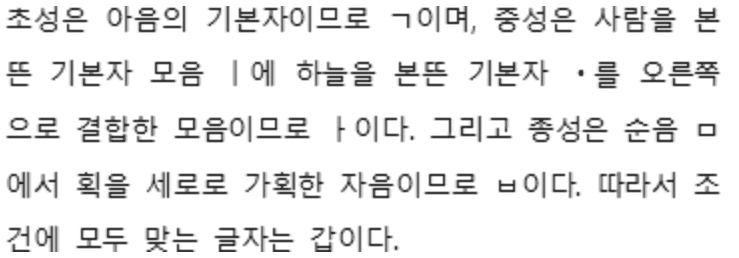 초성은 아음의 기본자이므로 ㄱ이며, 중성은 사람을 본
뜬 기본자 모음 ㅣ에 하늘을 본뜬 기본자 ㆍ를 오른쪽
으로 결합한 모음이므로 ㅏ이다. 그리고 종성은 순음 ㅁ
에서 획을 세로로 가획한 자음이므로 ㅂ이다. 따라서 조
건에 모두 맞는 글자는 갑이다.